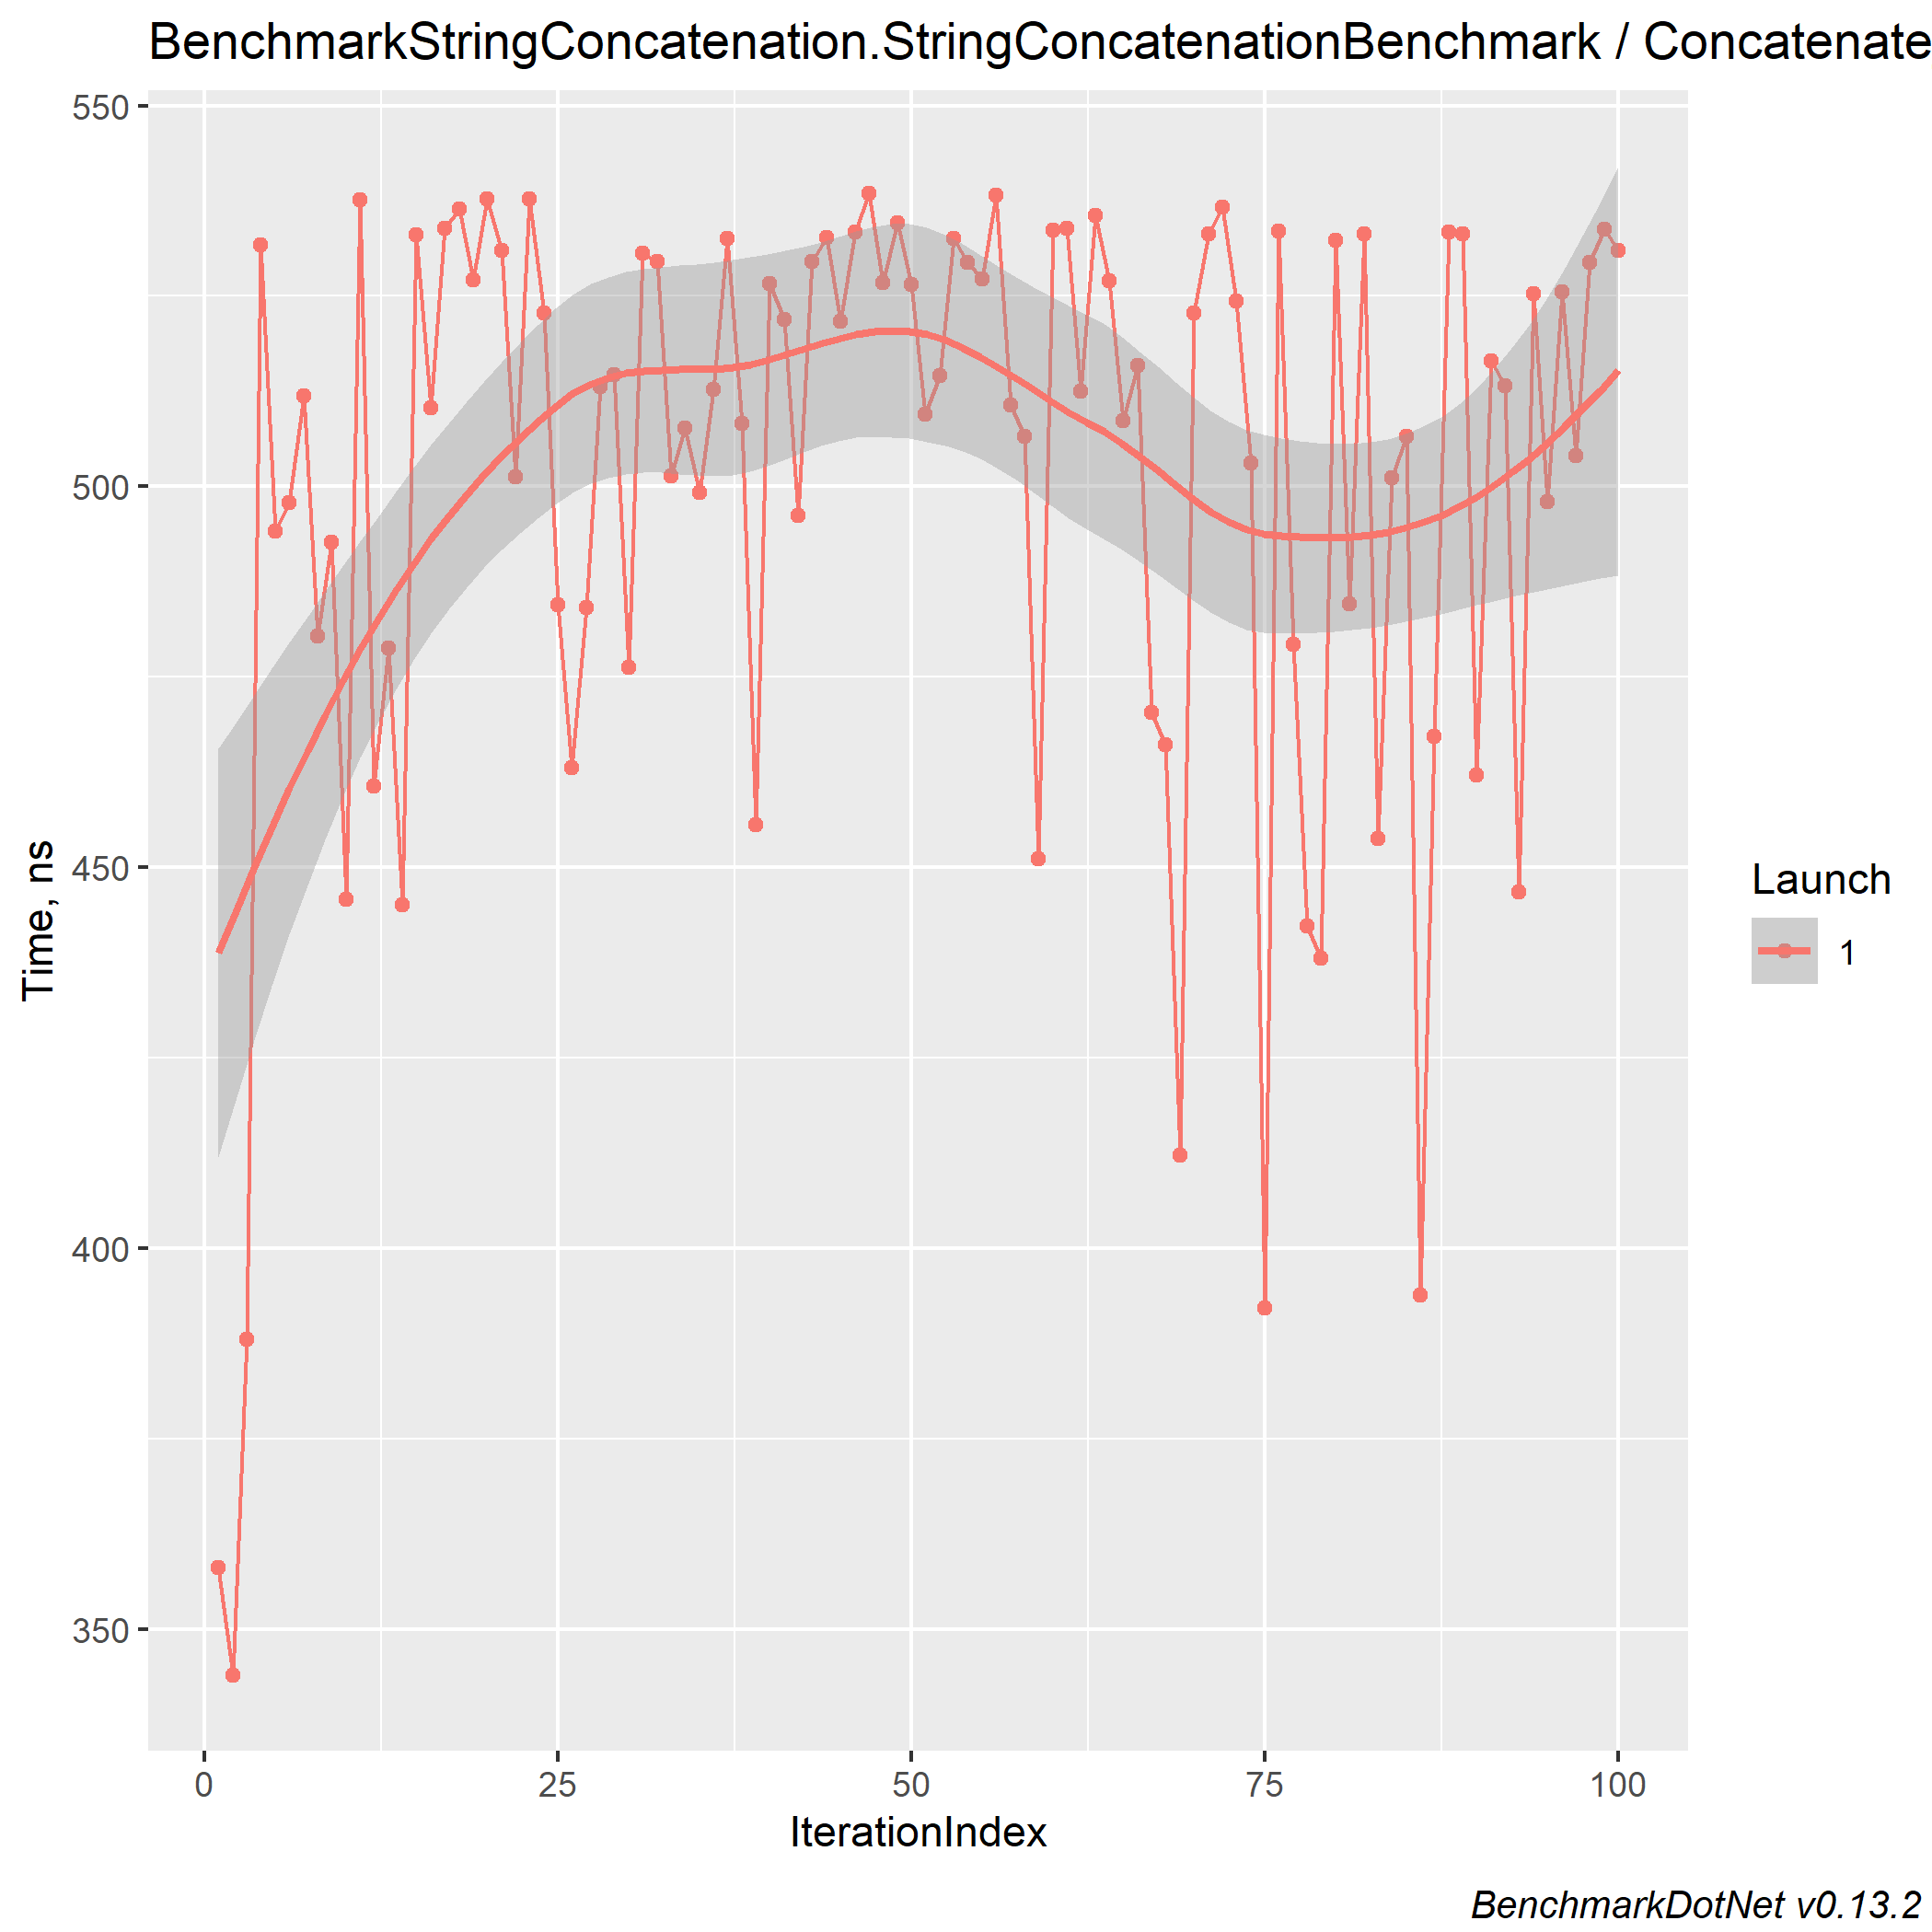 BenchmarkStringConcatenation.StringConcatenationBenchmark / Concatenate
550
500
450
400
350
Time, ns
0 25 50 75 100
IterationIndex
Launch
1
BenchmarkDotNet v0.13.2